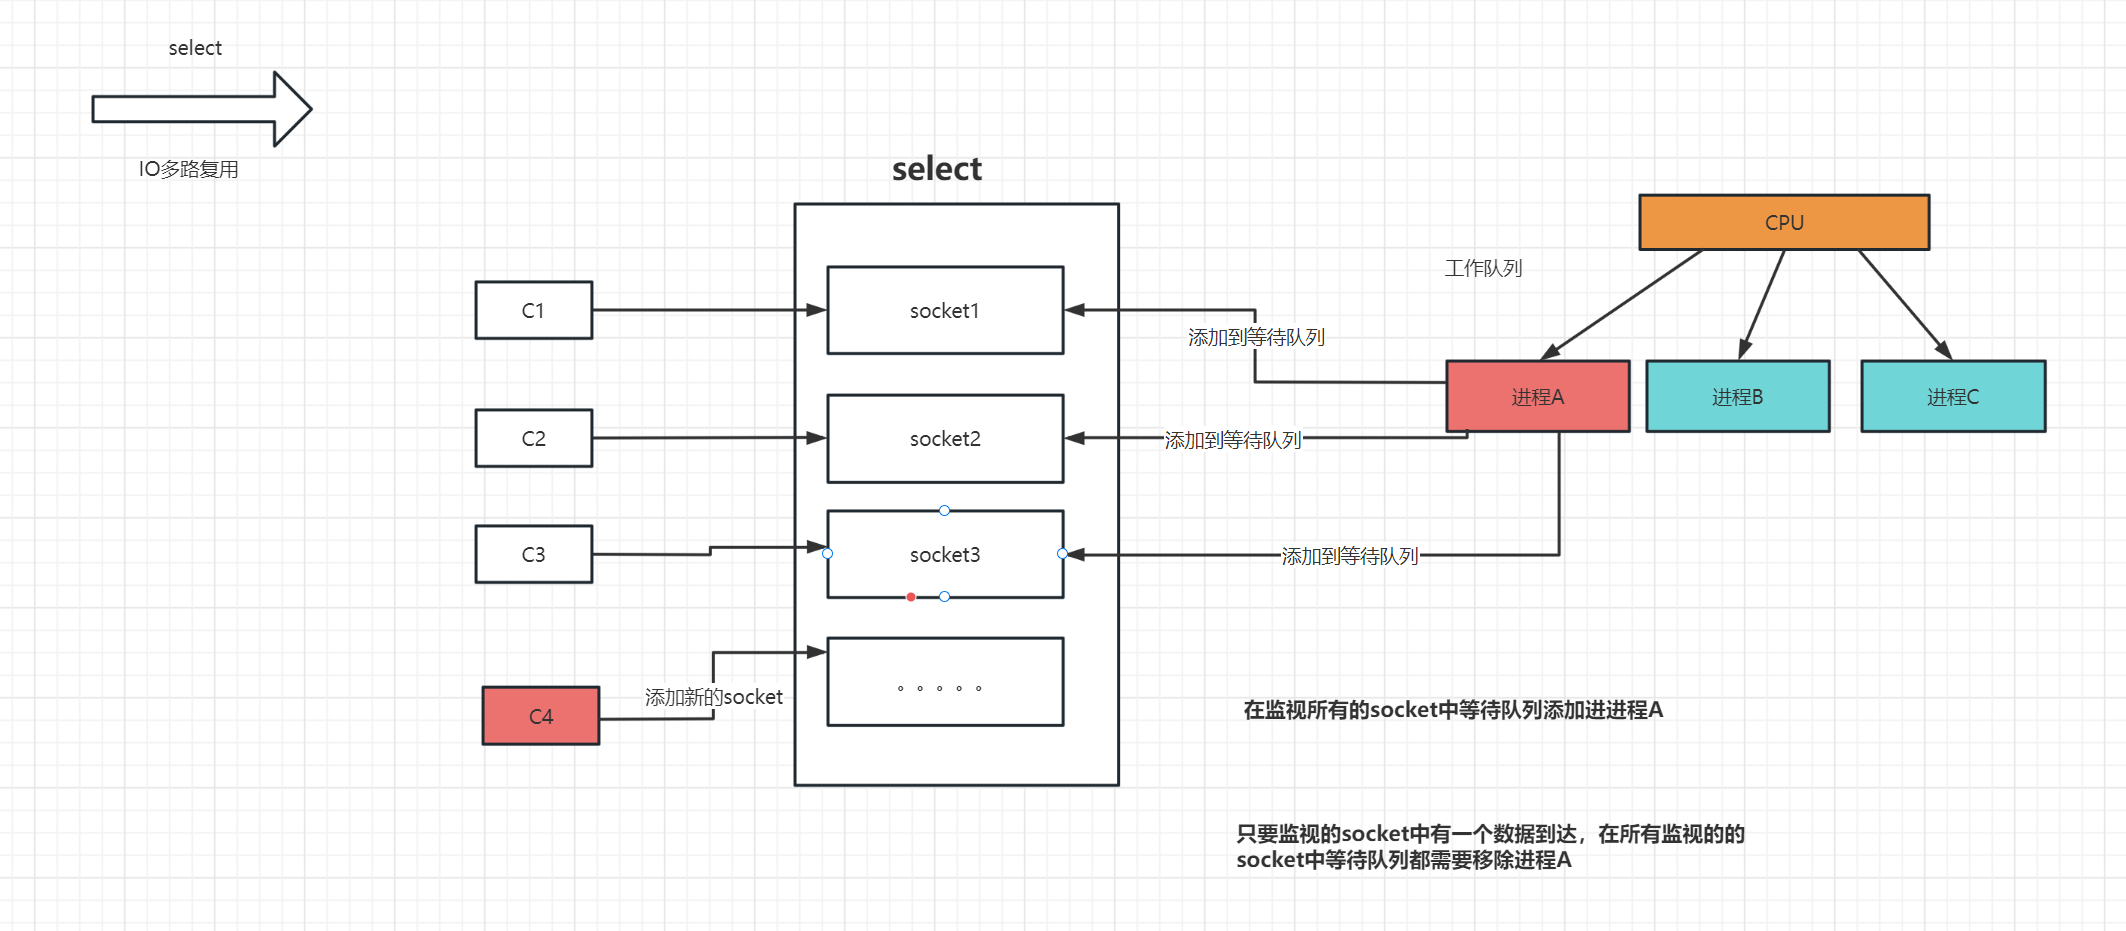 select
IO多路复用
select
CPU
工作队列
C1
socket1
添加到等待队列
进程A
进程B
进程C
C2
socket2
添加到等待队列
C3
socket3
添加到等待队列
C4
添加新的socket
。。。。。
在监视所有的socket中等待队列添加进进程A
只要监视的socket中有一个数据到达，在所有监视的的
socket中等待队列都需要移除进程A